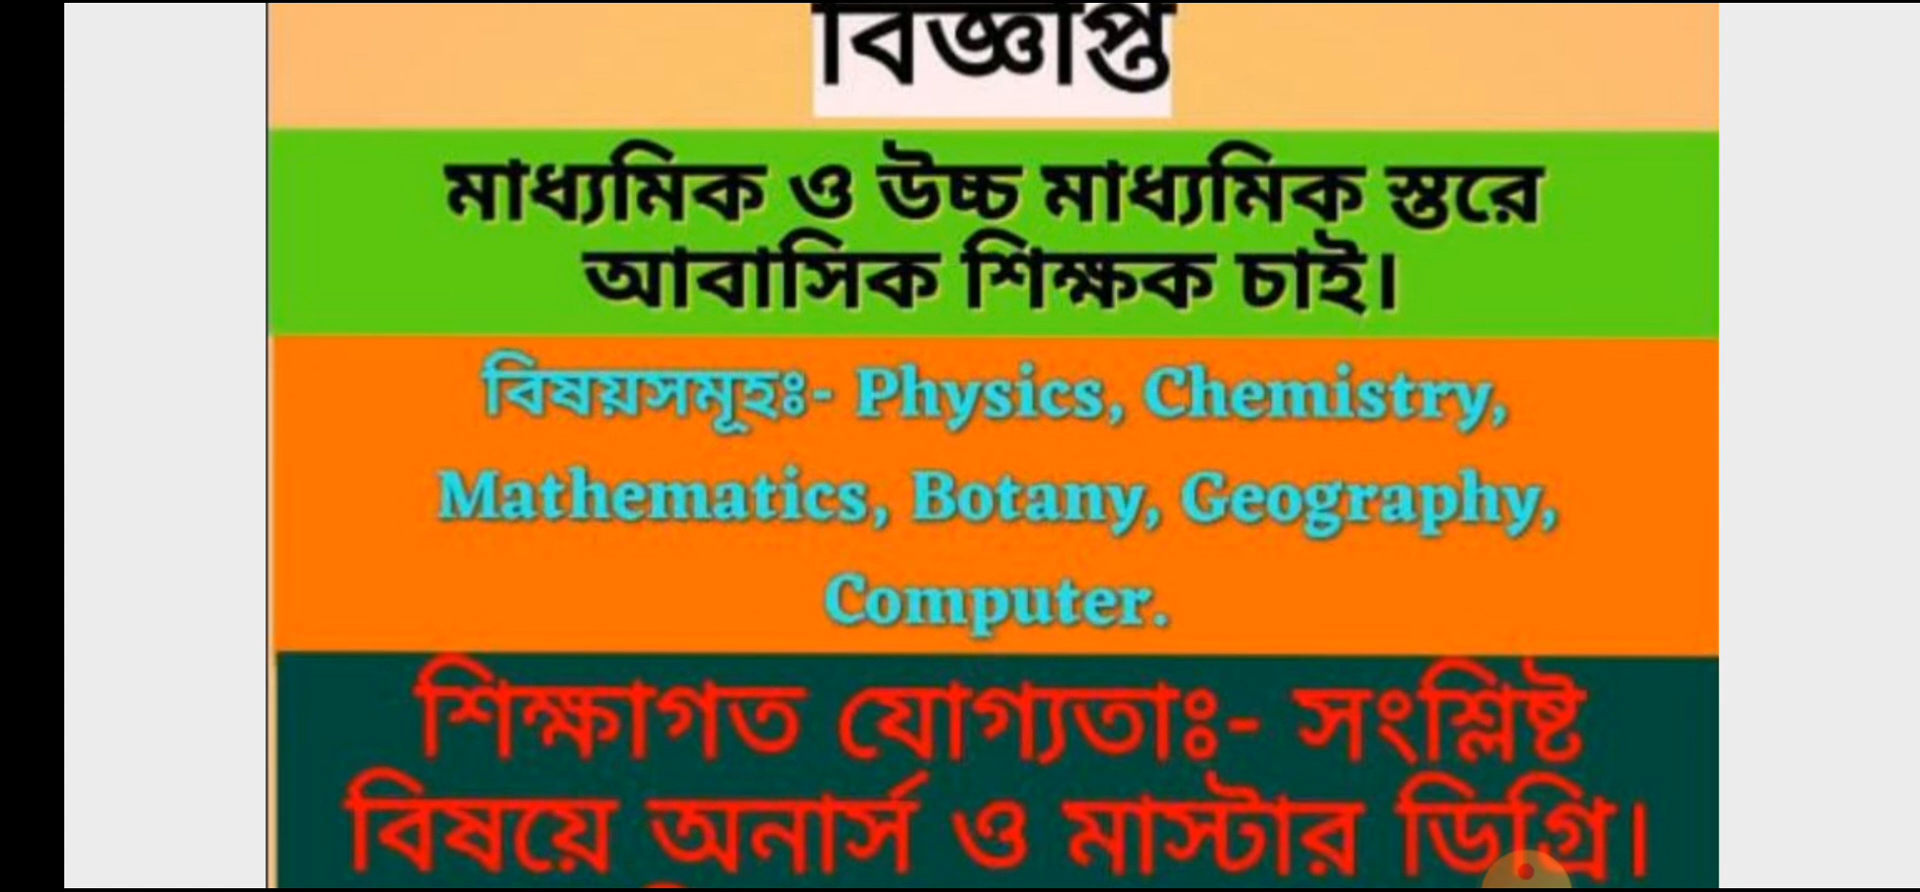 বিজ্ঞপ্তি
মাধ্যমিক ও উচ্চ মাধ্যমিক স্তরে
আবাসিক শিক্ষক চাই।
বিষয়সমূহঃ- Physics, Chemistry,
Mathematics, Botany, Geography,
Computer.
শিক্ষাগত যোগ্যতাঃ- সংশ্লিষ্ট
বিষয়ে অনার্স ও মাস্টার ডিগ্রি।